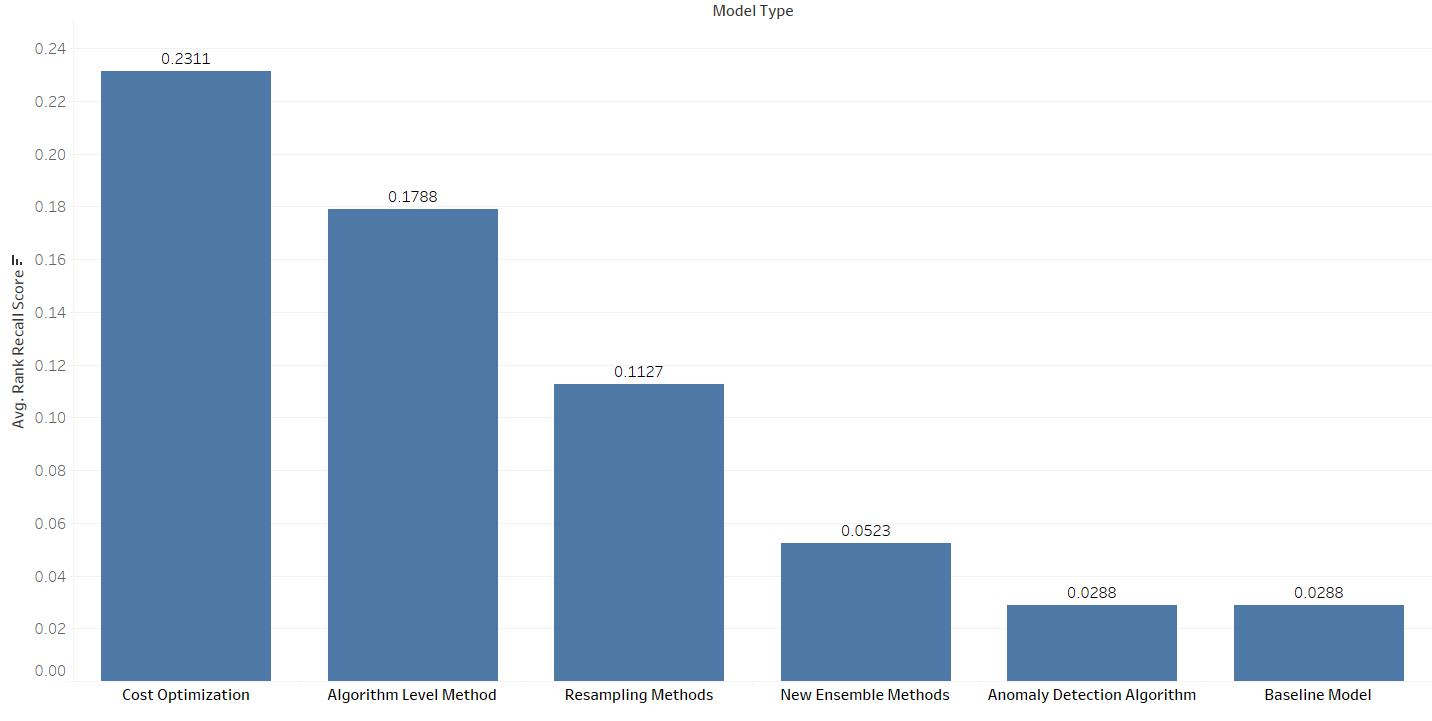 Model Type
Avg. Rank Recall Score
0.24
0.22
0.20
0.18
0.16
0.14
0.12
0.10
0.08
0.06
0.04
0.02
0.00
0.2311
0.1788
0.1127
0.0523
0.0288
0.0288
Cost Optimization
Algorithm Level Method
Resampling Methods
New Ensemble Methods
Anomaly Detection Algorithm
Baseline Model